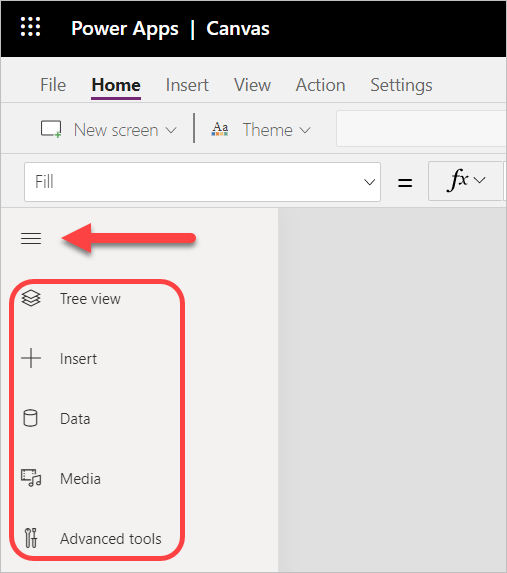 Power Apps | Canvas
File Home Insert View Action Settings
New screen Aa Theme
Fill = fx
Tree view
Insert
Data
Media
Advanced tools